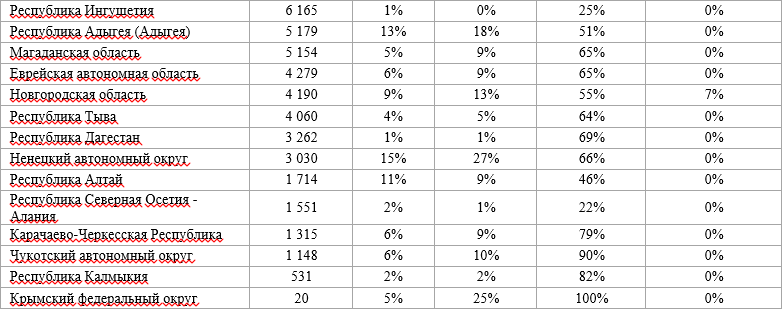 Республика Ингушетия 6 165 1% 0% 25% 0%
Республика Адыгея (Адыгея) 5 179 13% 18% 51% 0%
Магаданская область 5 154 5% 9% 65% 0%
Еврейская автономная область 4 279 6% 9% 65% 0%
Новгородская область 4 190 9% 13% 55% 7%
Республика Тыва 4 060 4% 5% 64% 0%
Республика Дагестан 3 262 1% 1% 69% 0%
Ненецкий автономный округ 3 030 15% 27% 66% 0%
Республика Алтай 1 714 11% 9% 46% 0%
Республика Северная Осетия -
Алания 1 551 2% 1% 22% 0%
Карачаево-Черкесская Республика 1 315 6% 9% 79% 0%
Чукотский автономный округ 1 148 6% 10% 90% 0%
Республика Калмыкия 531 2% 2% 82% 0%
Крымский федеральный округ 20 5% 25% 100% 0%